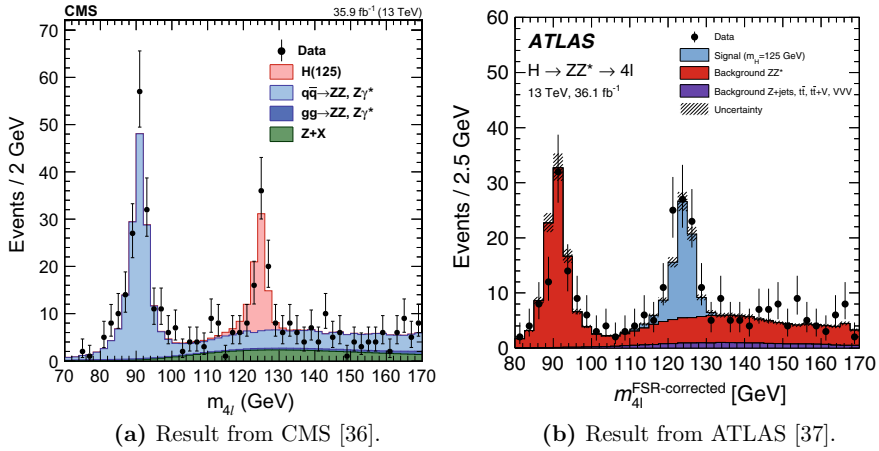 CMS
35.9 fb⁻¹ (13 TeV)
Events / 2 GeV
70
60
50
40
30
20
10
0
Data
H(125)
qq̄→ZZ, Zγ*
gg→ZZ, Zγ*
Z+X
70 80 90 100 110 120 130 140 150 160 170
m₄ₗ (GeV)
(a) Result from CMS [36].
Events / 2.5 GeV
60
50
40
30
20
10
0
ATLAS
H → ZZ* → 4l
13 TeV, 36.1 fb⁻¹
Data
Signal (m_H=125 GeV)
Background ZZ*
Background Z+jets, tt̄, tt̄+V, VVV
Uncertainty
80 90 100 110 120 130 140 150 160 170
m₄ₗ^FSR-corrected [GeV]
(b) Result from ATLAS [37].